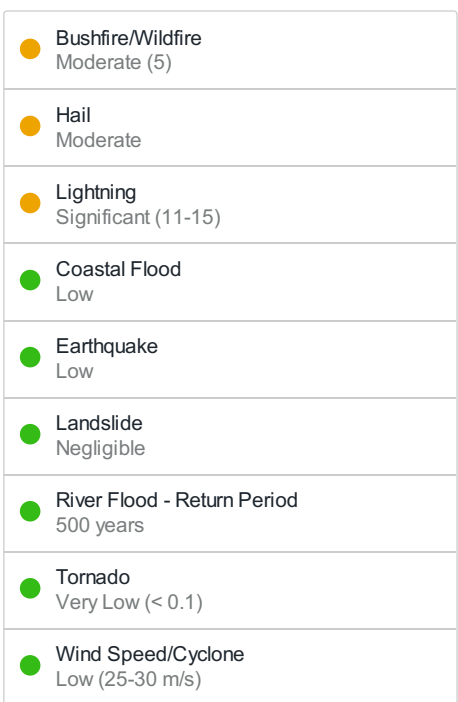 Bushfire/Wildfire
Moderate (5)
Hail
Moderate
Lightning
Significant (11-15)
Coastal Flood
Low
Earthquake
Low
Landslide
Negligible
River Flood - Return Period
500 years
Tornado
Very Low (< 0.1)
Wind Speed/Cyclone
Low (25-30 m/s)